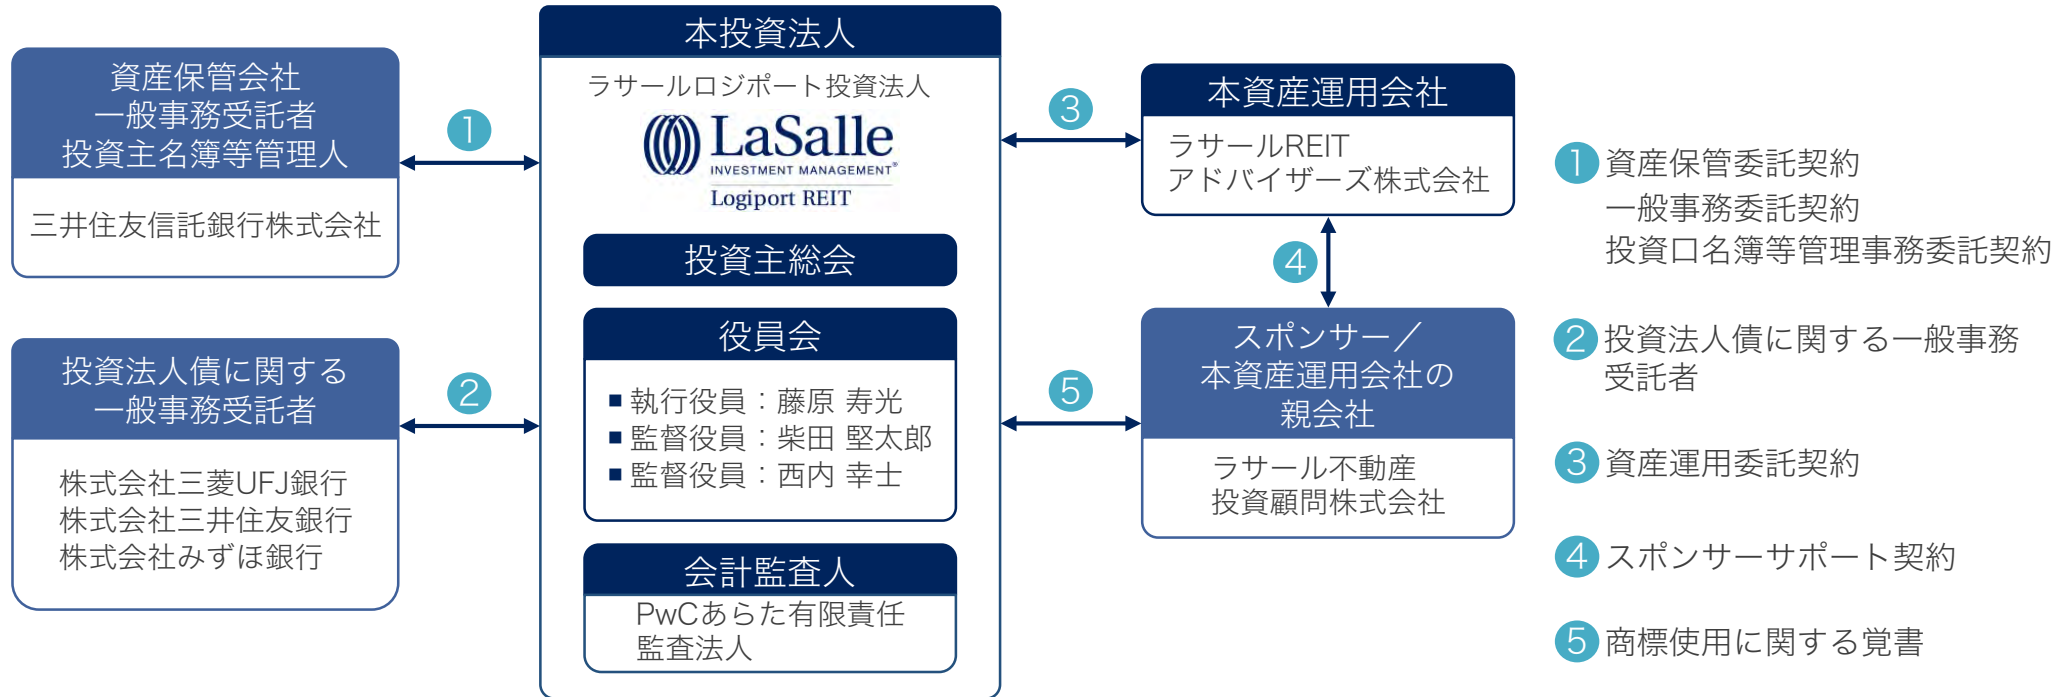 資産保管会社
一般事務受託者
投資主名簿等管理人
三井住友信託銀行株式会社
1
投資法人債に関する
一般事務受託者
株式会社三菱UFJ銀行
株式会社三井住友銀行
株式会社みずほ銀行
2
本投資法人
ラサールロジポート投資法人
LaSalle
INVESTMENT MANAGEMENT®
Logiport REIT
投資主総会
役員会
■ 執行役員：藤原 寿光
■ 監督役員：柴田 堅太郎
■ 監督役員：西内 幸士
会計監査人
PwCあらた有限責任
監査法人
3
本資産運用会社
ラサールREIT
アドバイザーズ株式会社
4
5
スポンサー／
本資産運用会社の
親会社
ラサール不動産
投資顧問株式会社
1 資産保管委託契約
一般事務委託契約
投資口名簿等管理事務委託契約
2 投資法人債に関する一般事務
受託者
3 資産運用委託契約
4 スポンサーサポート契約
5 商標使用に関する覚書